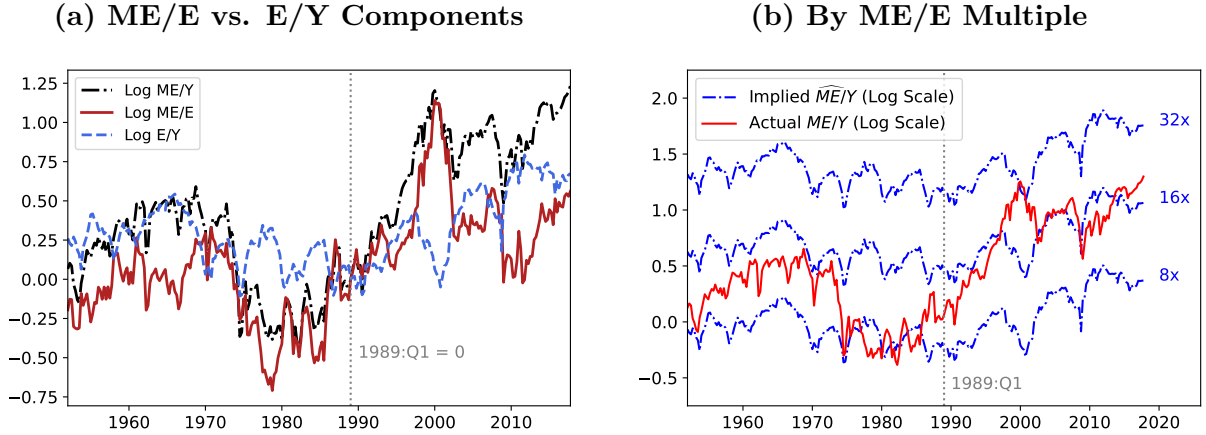 (a) ME/E vs. E/Y Components
1.25
1.00
0.75
0.50
0.25
0.00
−0.25
−0.50
−0.75
Log ME/Y
Log ME/E
Log E/Y
1989:Q1 = 0
1960
1970
1980
1990
2000
2010
(b) By ME/E Multiple
2.0
1.5
1.0
0.5
0.0
−0.5
Implied M͡E/Y (Log Scale)
Actual ME/Y (Log Scale)
32x
16x
8x
1989:Q1
1960
1970
1980
1990
2000
2010
2020